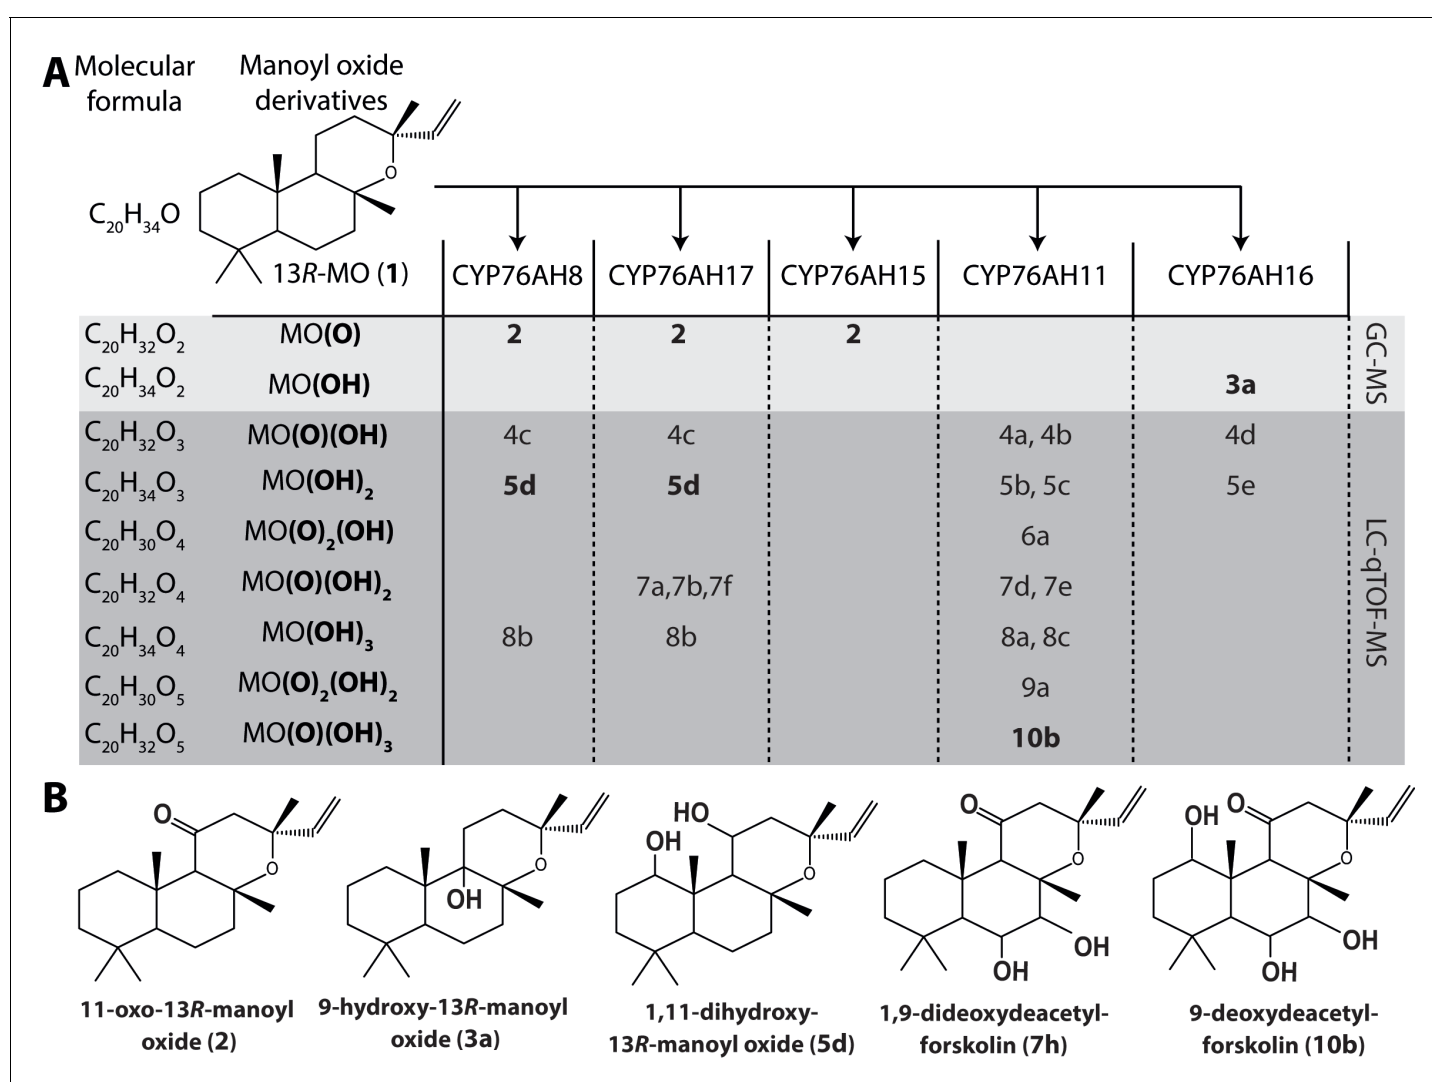 A Molecular formula Manoyl oxide derivatives
O
C20H34O
13R-MO (1)
CYP76AH8 CYP76AH17 CYP76AH15 CYP76AH11 CYP76AH16
C20H32O2 MO(O) 2 2 2
C20H34O2 MO(OH) 3a
GC-MS
C20H32O3 MO(O)(OH) 4c 4c 4a, 4b 4d
C20H34O3 MO(OH)2 5d 5d 5b, 5c 5e
C20H30O4 MO(O)2(OH) 6a
C20H32O4 MO(O)(OH)2 7a,7b,7f 7d, 7e
C20H34O4 MO(OH)3 8b 8b 8a, 8c
C20H30O5 MO(O)2(OH)2 9a
C20H32O5 MO(O)(OH)3 10b
LC-qTOF-MS
B
O O
O OH
HO OH O
O O OH OH
OH O O OH OH
11-oxo-13R-manoyl
oxide (2)
9-hydroxy-13R-manoyl
oxide (3a)
1,11-dihydroxy-
13R-manoyl oxide (5d)
1,9-dideoxydeacetyl-
forskolin (7h)
9-deoxydeacetyl-
forskolin (10b)